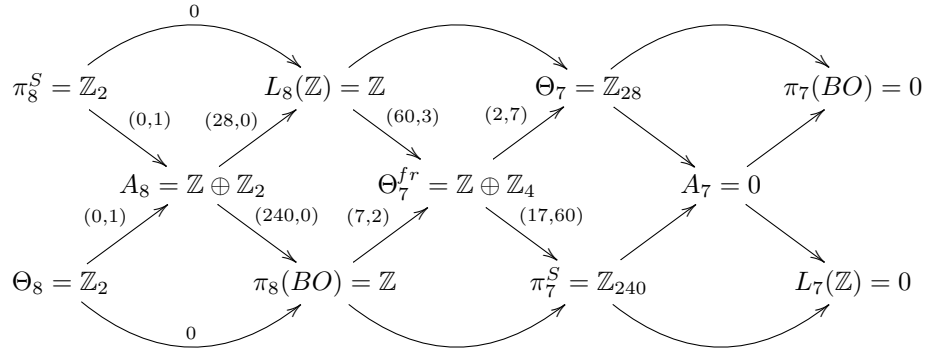 0
π_8^S = ℤ_2 L_8(ℤ) = ℤ Θ_7 = ℤ_28 π_7(BO) = 0
(0,1) (28,0) (60,3) (2,7)
A_8 = ℤ ⊕ ℤ_2 Θ_7^{fr} = ℤ ⊕ ℤ_4 A_7 = 0
(0,1) (240,0) (7,2) (17,60)
Θ_8 = ℤ_2 π_8(BO) = ℤ π_7^S = ℤ_240 L_7(ℤ) = 0
0